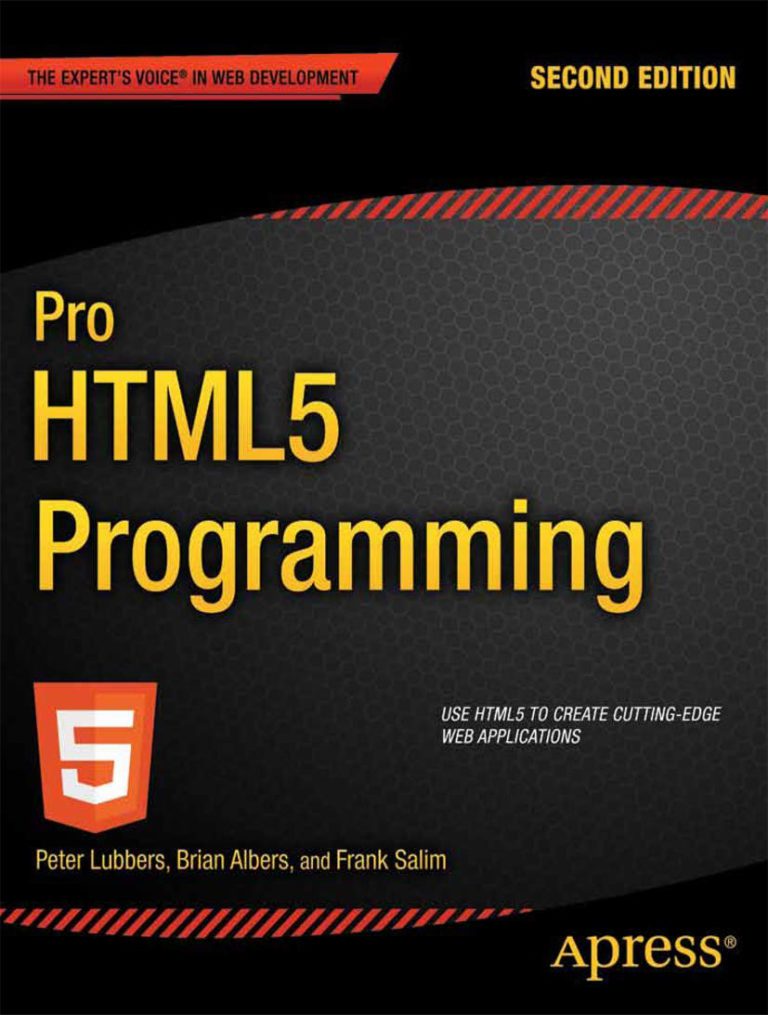 THE EXPERT'S VOICE® IN WEB DEVELOPMENT
SECOND EDITION
Pro
HTML5
Programming
5
USE HTML5 TO CREATE CUTTING-EDGE
WEB APPLICATIONS
Peter Lubbers, Brian Albers, and Frank Salim
Apress®